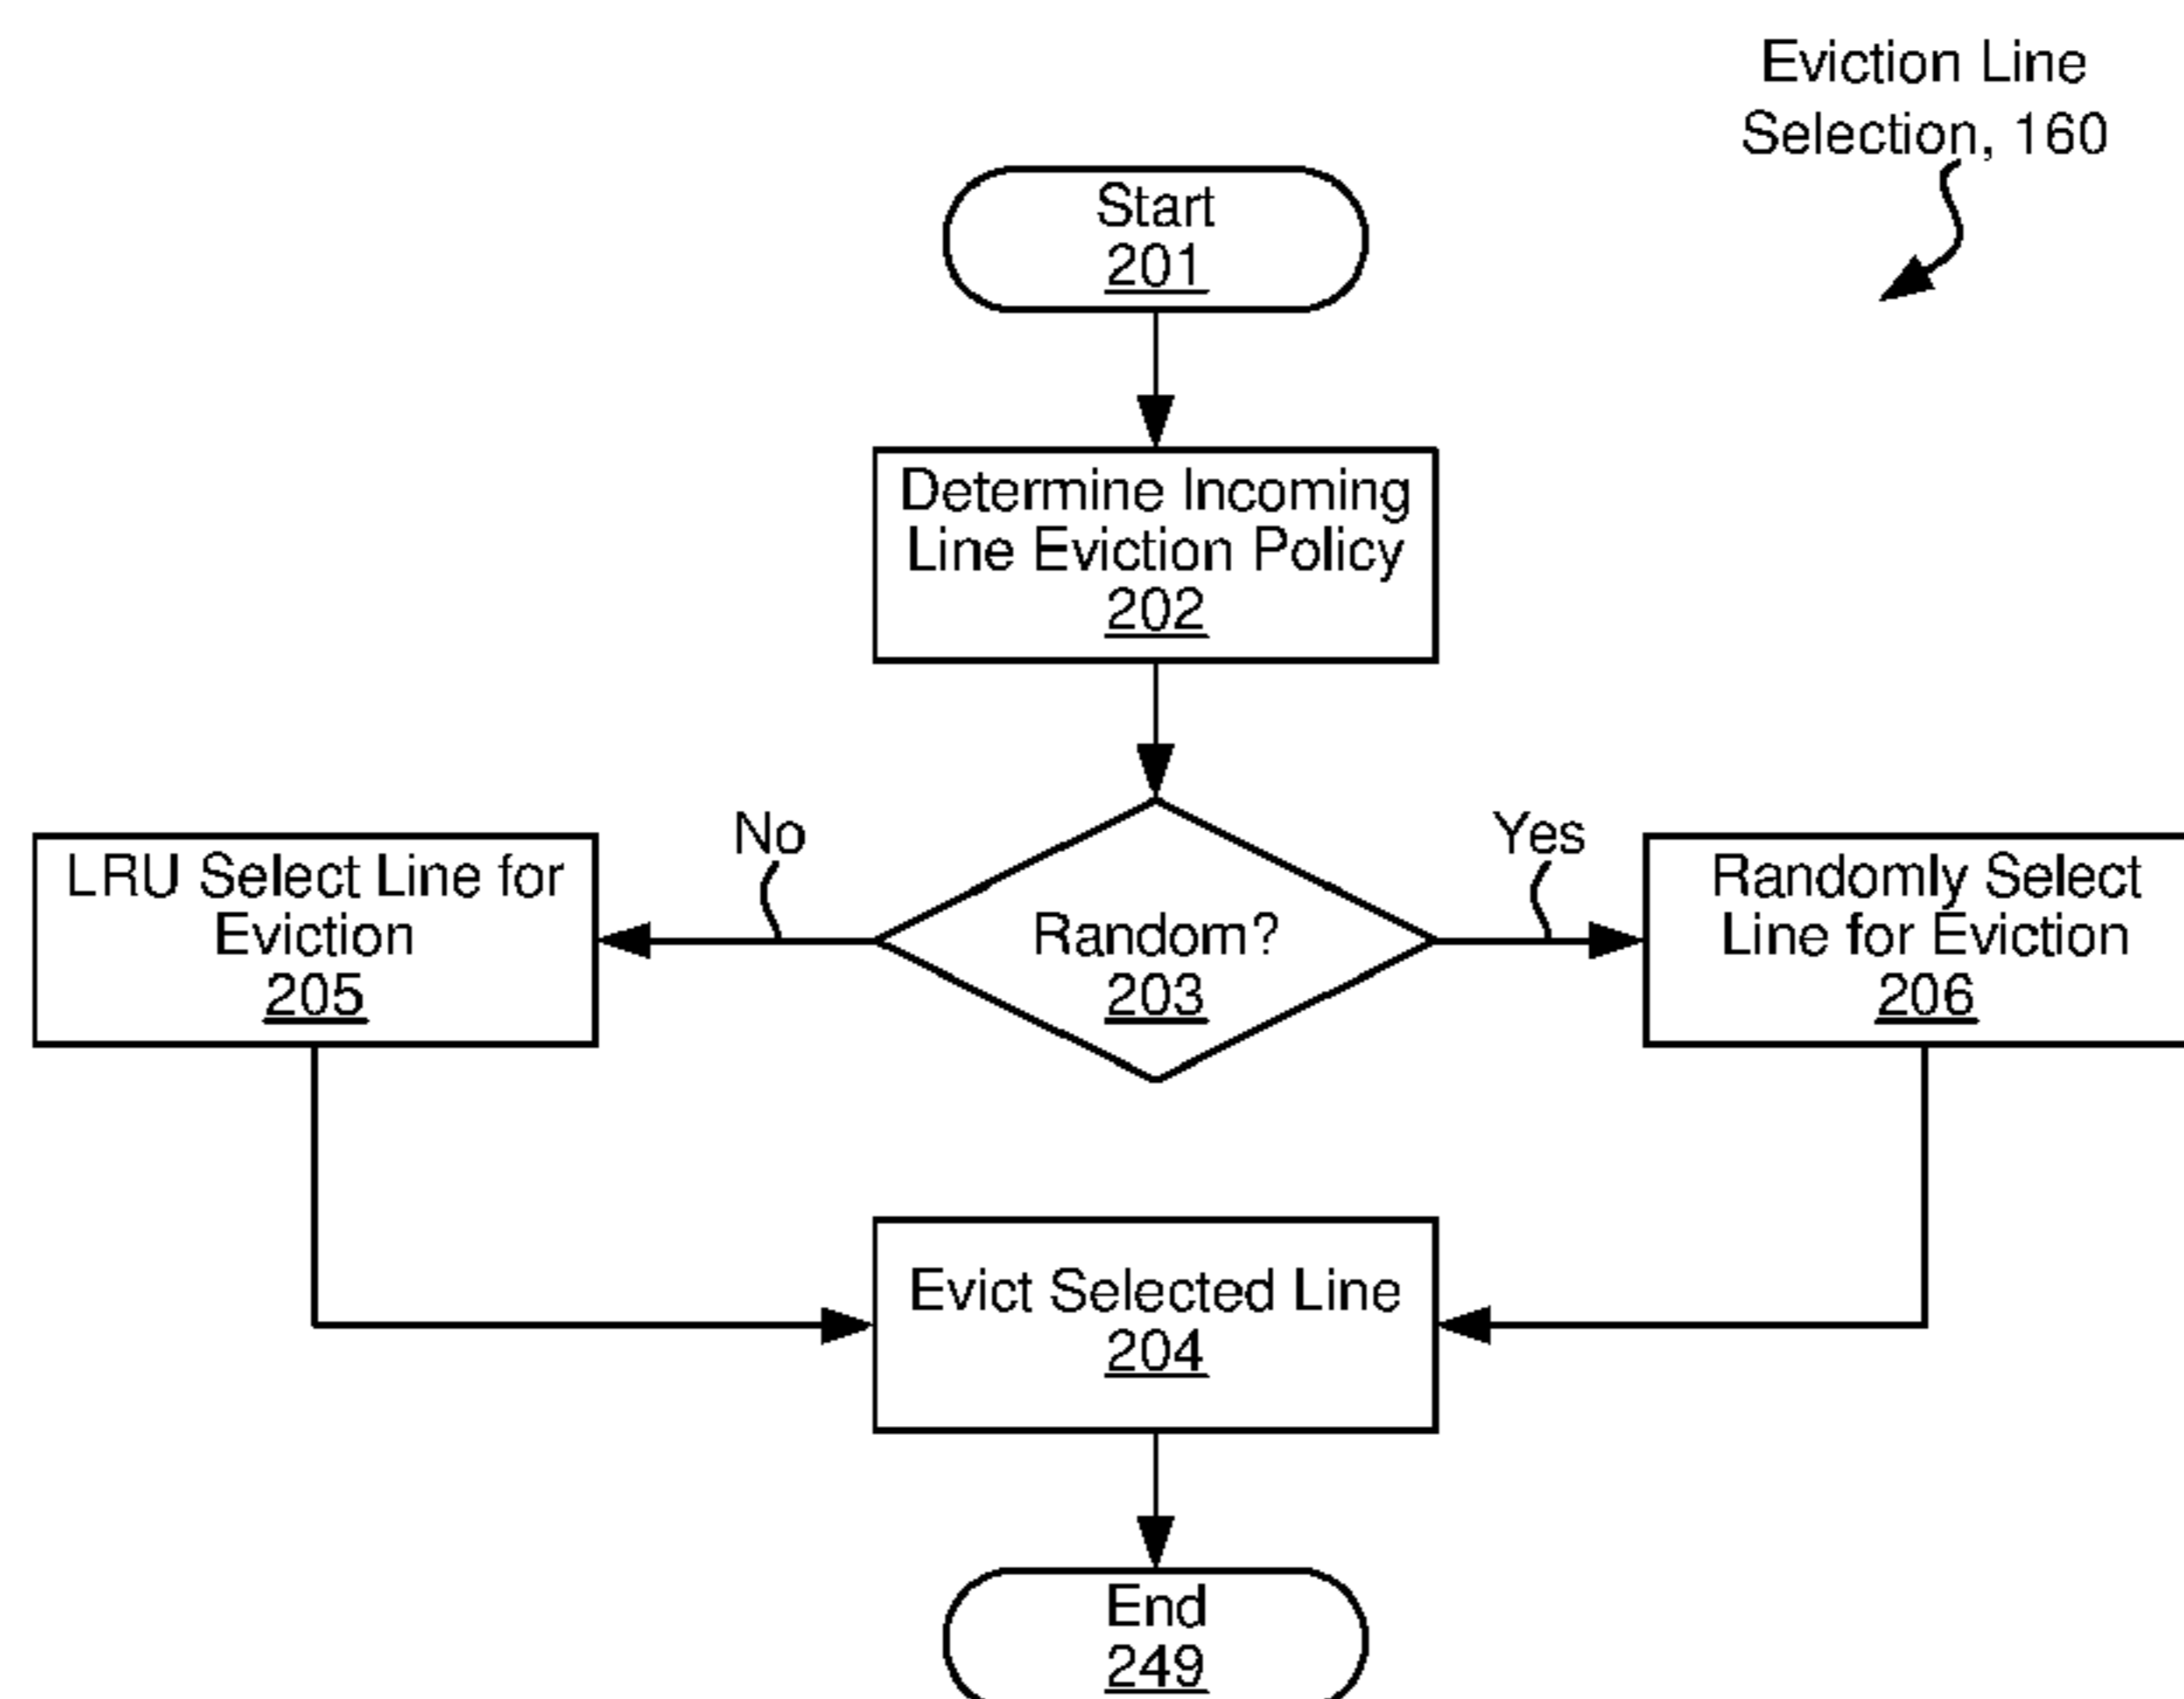 Eviction Line
Selection, 160
Start
201
Determine Incoming
Line Eviction Policy
202
No
Yes
LRU Select Line for
Eviction
205
Random?
203
Randomly Select
Line for Eviction
206
Evict Selected Line
204
End
249